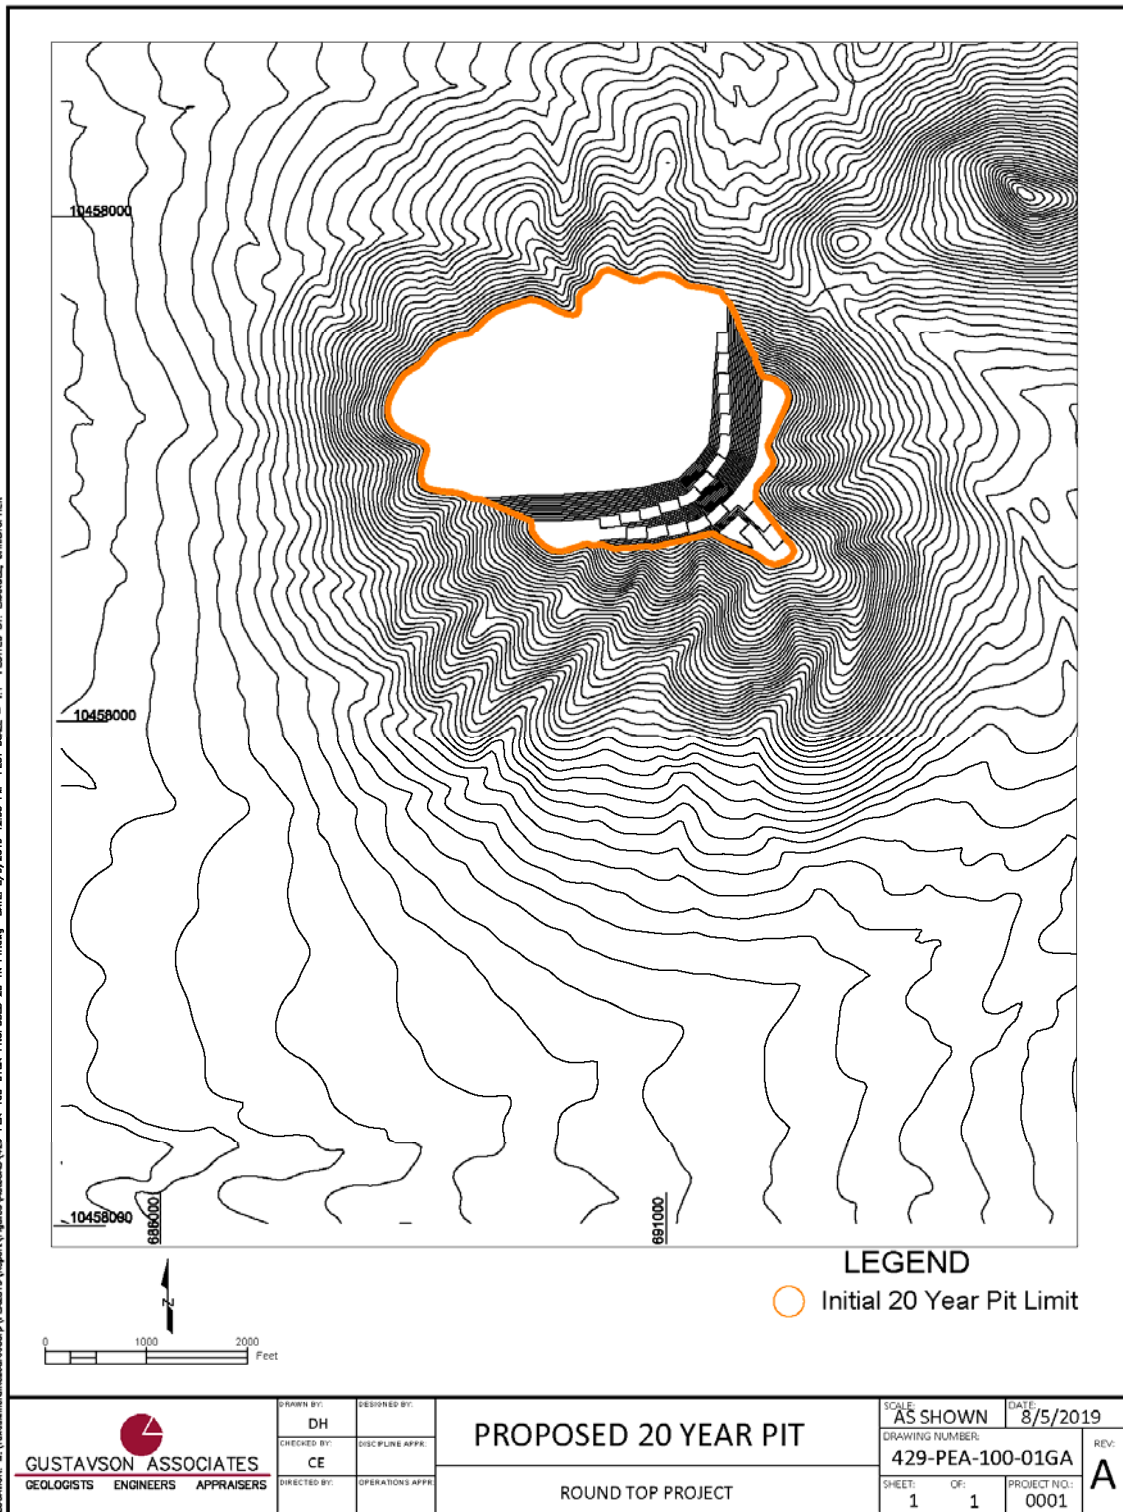 10458000
10458000
10458000
686000
691000
LEGEND
Initial 20 Year Pit Limit
N
0 1000 2000
Feet
GUSTAVSON ASSOCIATES
GEOLOGISTS ENGINEERS APPRAISERS
DRAWN BY:
DH
DESIGNED BY:
CHECKED BY:
CE
DISCIPLINE APPR:
DIRECTED BY:
OPERATIONS APPR:
PROPOSED 20 YEAR PIT
ROUND TOP PROJECT
SCALE:
AS SHOWN
DATE:
8/5/2019
DRAWING NUMBER:
429-PEA-100-01GA
REV:
A
SHEET:
1
OF:
1
PROJECT NO.:
0001